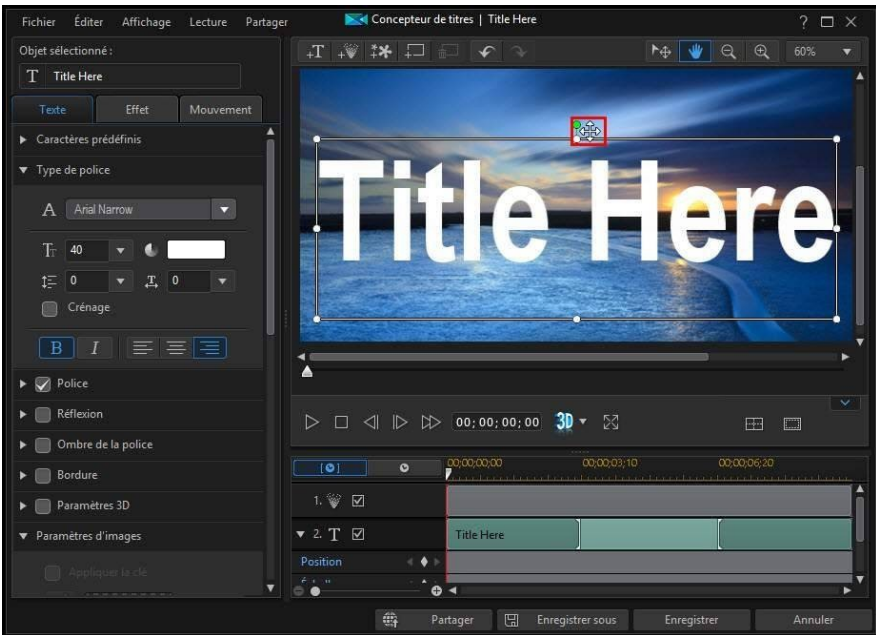 Fichier Éditer Affichage Lecture Partager Concepteur de titres | Title Here ?
Objet sélectionné :
T Title Here
Texte Effet Mouvement
Caractères prédéfinis
Type de police
A Arial Narrow
40
0 0
Crénage
B I
Police
Réflexion
Ombre de la police
Bordure
Paramètres 3D
Paramètres d'images
Appliquer la clé
60%
Title Here
00;00;00;00 3D
00;00;00;00 00;00;03;10 00;00;06;20
1.
2. T Title Here
Position
Partager Enregistrer sous Enregistrer Annuler